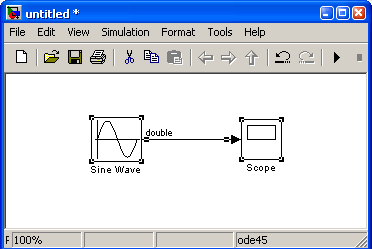 untitled *
File Edit View Simulation Format Tools Help
double
Sine Wave
Scope
F 100% ode45